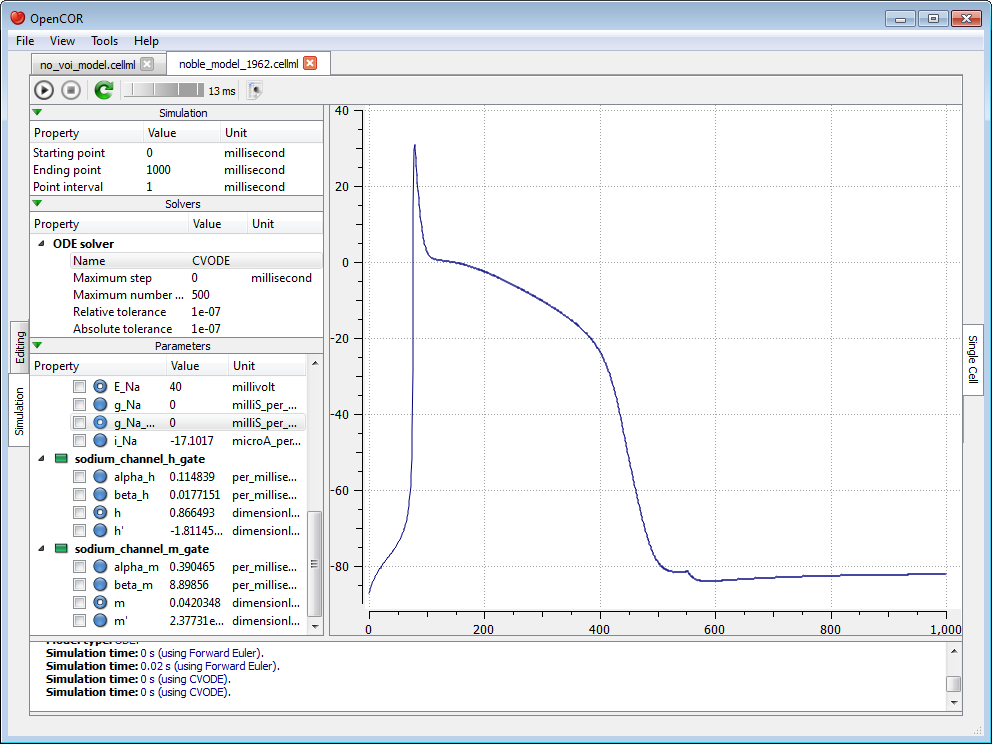 OpenCOR
File View Tools Help
no_voi_model.cellml noble_model_1962.cellml
13 ms
Simulation
Property Value Unit
Starting point 0 millisecond
Ending point 1000 millisecond
Point interval 1 millisecond
Solvers
Property Value Unit
ODE solver
Name CVODE
Maximum step 0 millisecond
Maximum number ... 500
Relative tolerance 1e-07
Absolute tolerance 1e-07
Parameters
Property Value Unit
E_Na 40 millivolt
g_Na 0 milliS_per_...
g_Na_... 0 milliS_per_...
i_Na -17.1017 microA_per...
sodium_channel_h_gate
alpha_h 0.114839 per_millise...
beta_h 0.0177151 per_millise...
h 0.866493 dimensionl...
h' -1.81145... dimensionl...
sodium_channel_m_gate
alpha_m 0.390465 per_millise...
beta_m 8.89856 per_millise...
m 0.0420348 dimensionl...
m' 2.37731e... dimensionl...
Editing
Simulation
40
20
0
-20
-40
-60
-80
0 200 400 600 800 1,000
Single Cell
Simulation time: 0 s (using Forward Euler).
Simulation time: 0.02 s (using Forward Euler).
Simulation time: 0 s (using CVODE).
Simulation time: 0 s (using CVODE).